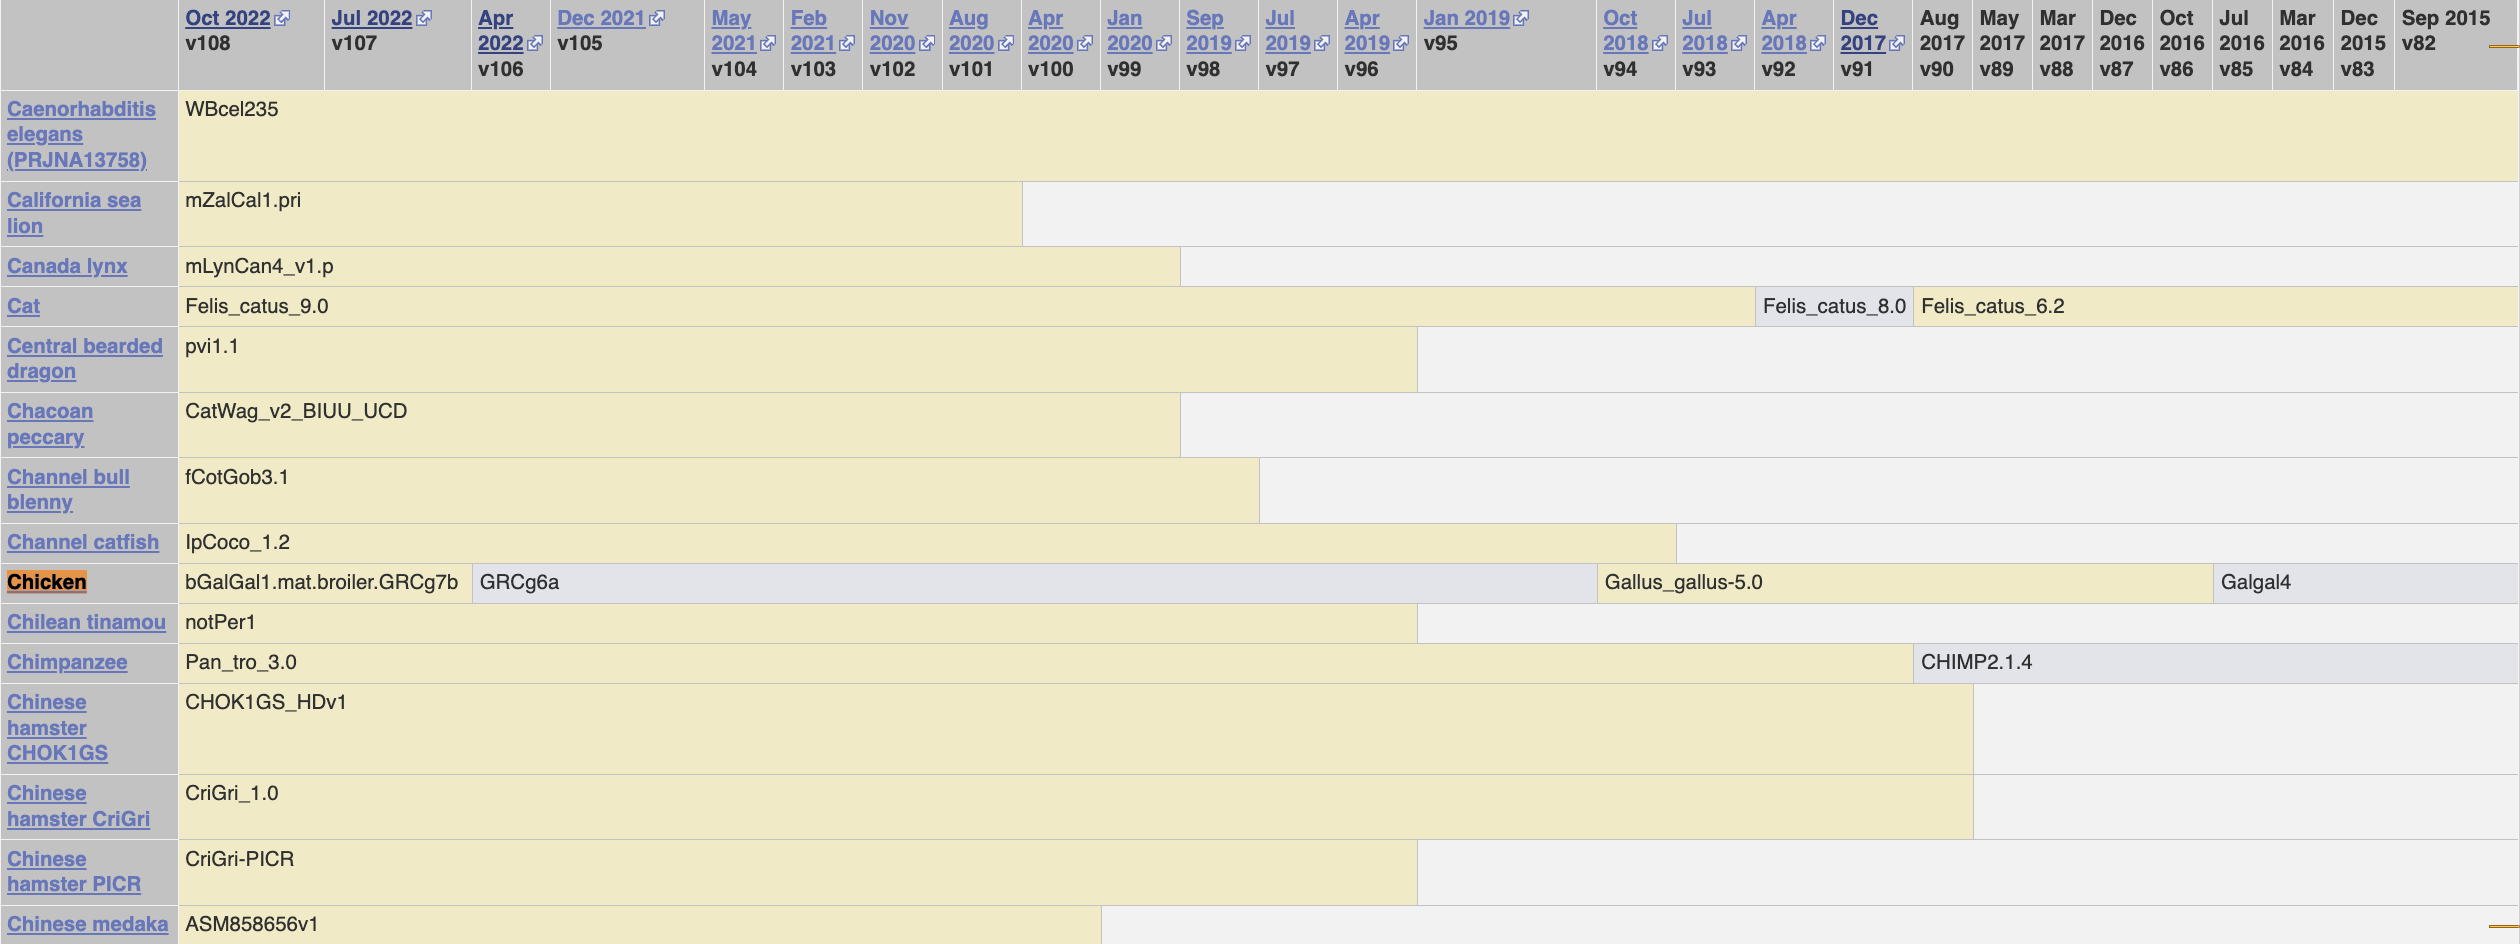 Oct 2022 Jul 2022 Apr Dec 2021 May Feb Nov Aug Apr Jan Sep Jul Apr Jan 2019 Oct Jul Apr Dec Aug May Mar Dec Oct Jul Mar Dec Sep 2015
v108 v107 2022 v105 2021 2021 2020 2020 2020 2020 2019 2019 2019 v95 2018 2018 2018 2017 2017 2017 2017 2016 2016 2016 2016 2015 v82
v106 v104 v103 v102 v101 v100 v99 v98 v97 v96 v94 v93 v92 v91 v90 v89 v88 v87 v86 v85 v84 v83
Caenorhabditis WBcel235
elegans
(PRJNA13758)
California sea mZalCal1.pri
lion
Canada lynx mLynCan4_v1.p
Cat Felis_catus_9.0 Felis_catus_8.0 Felis_catus_6.2
Central bearded pvi1.1
dragon
Chacoan CatWag_v2_BIUU_UCD
peccary
Channel bull fCotGob3.1
blenny
Channel catfish IpCoco_1.2
Chicken bGalGal1.mat.broiler.GRCg7b GRCg6a Gallus_gallus-5.0 Galgal4
Chilean tinamou notPer1
Chimpanzee Pan_tro_3.0 CHIMP2.1.4
Chinese CHOK1GS_HDv1
hamster
CHOK1GS
Chinese CriGri_1.0
hamster CriGri
Chinese CriGri-PICR
hamster PICR
Chinese medaka ASM858656v1